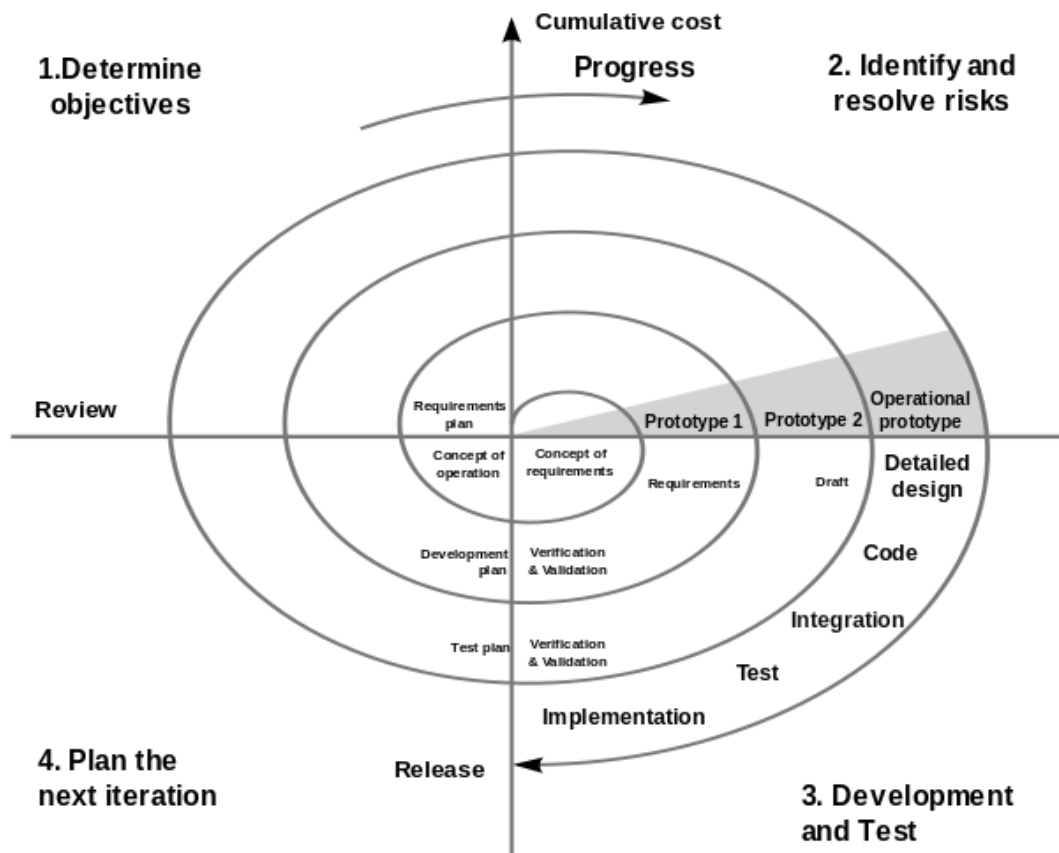 Cumulative cost
Progress
1.Determine
objectives
2. Identify and
resolve risks
Review
Requirements
plan
Prototype 1
Prototype 2
Operational
prototype
Concept of
operation
Concept of
requirements
Requirements
Draft
Detailed
design
Development
plan
Verification
& Validation
Code
Test plan
Verification
& Validation
Integration
Test
Implementation
Release
4. Plan the
next iteration
3. Development
and Test